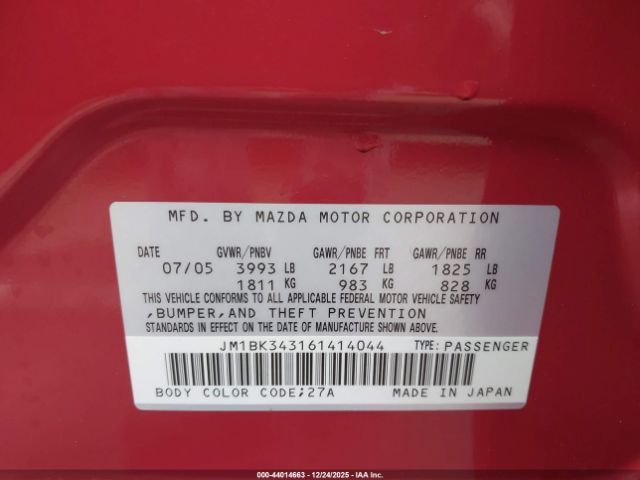 MFD. BY MAZDA MOTOR CORPORATION
DATE GVWR/PNBV GAWR/PNBE FRT GAWR/PNBE RR
07/05 3993 LB 2167 LB 1825 LB
1811 KG 983 KG 828 KG
THIS VEHICLE CONFORMS TO ALL APPLICABLE FEDERAL MOTOR VEHICLE SAFETY
,BUMPER,AND THEFT PREVENTION
STANDARDS IN EFFECT ON THE DATE OF MANUFACTURE SHOWN ABOVE.
JM1BK343161414044 TYPE:PASSENGER
BODY COLOR CODE;27A MADE IN JAPAN
000-44014663 - 12/24/2025 - IAA Inc.